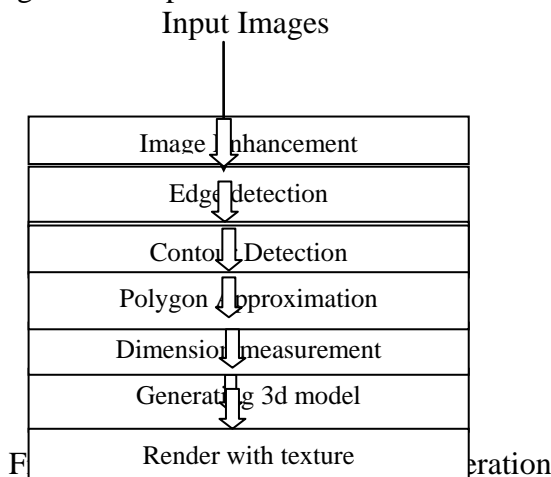 Input Images
Image Enhancement
Edge detection
Contour Detection
Polygon Approximation
Dimension measurement
Generating 3d model
Render with texture